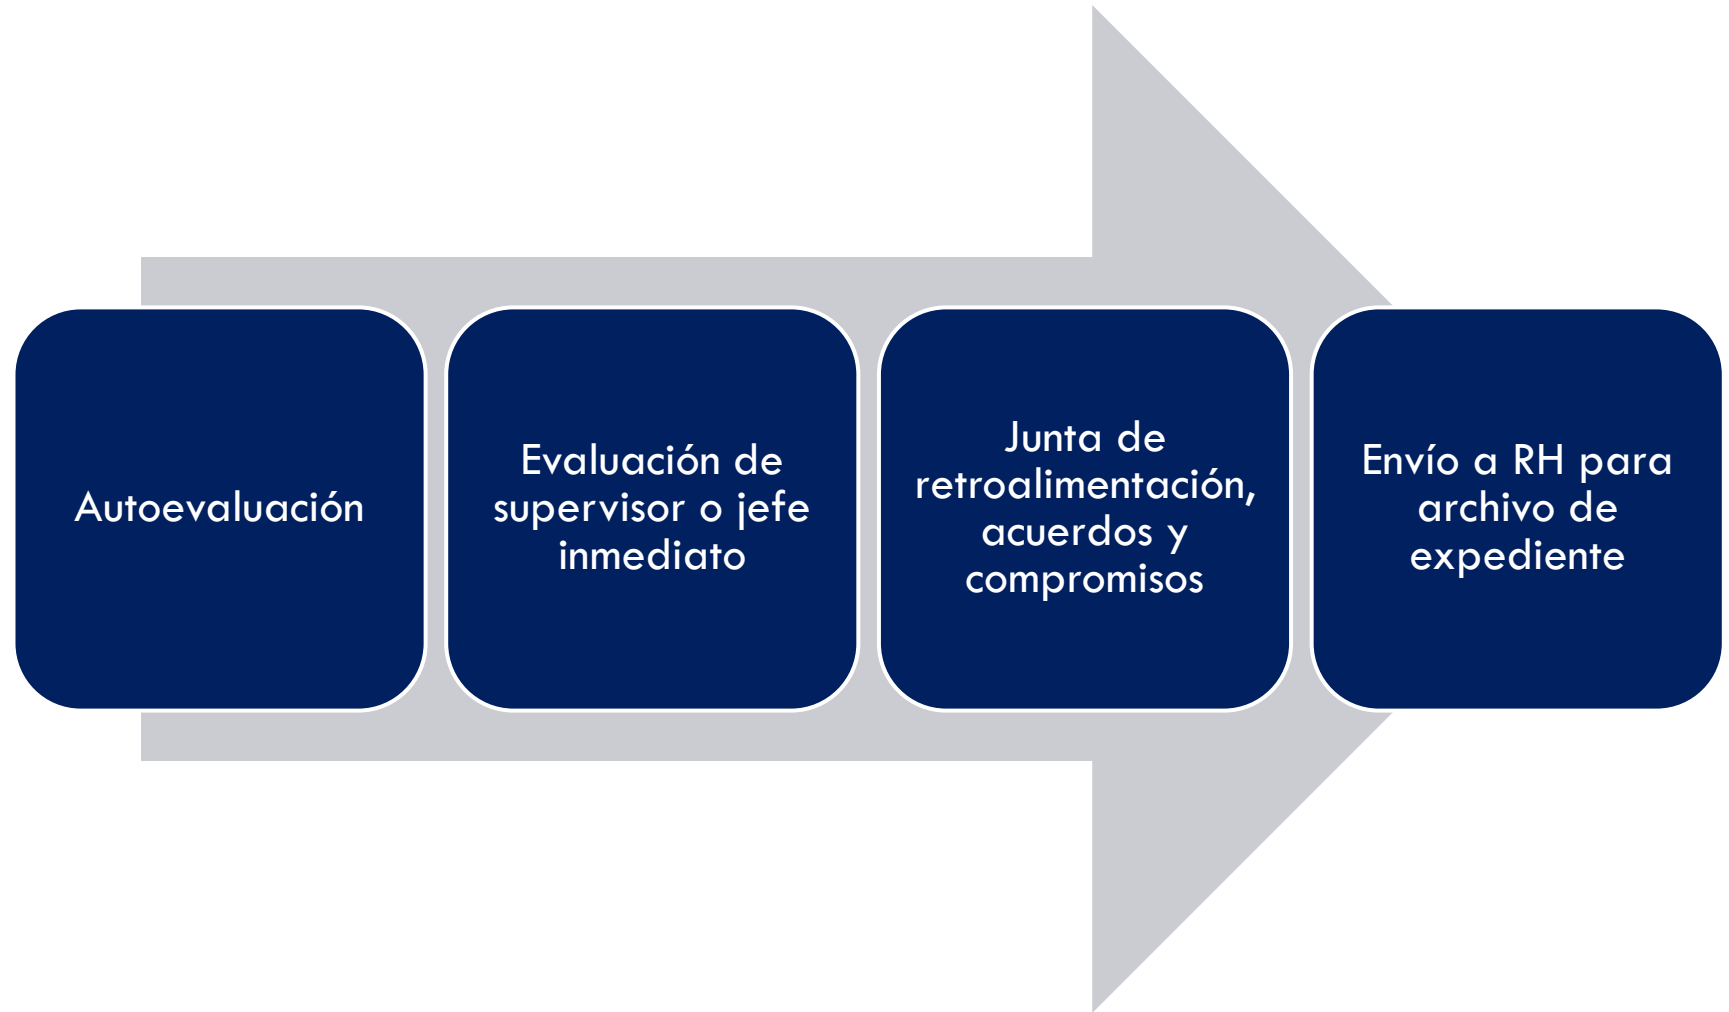 Autoevaluación
Evaluación de
supervisor o jefe
inmediato
Junta de
retroalimentación,
acuerdos y
compromisos
Envío a RH para
archivo de
expediente